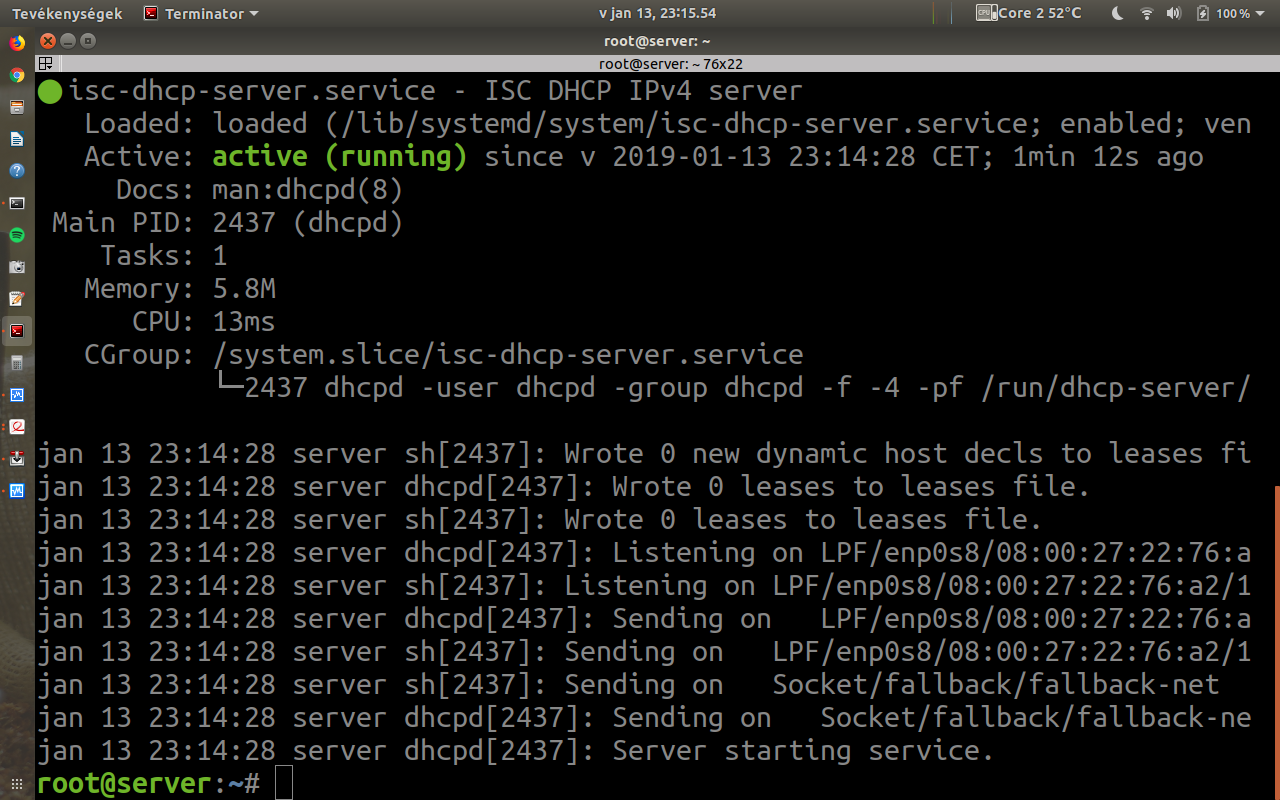 Tevékenységek Terminator v jan 13, 23:15.54 CPU Core 2 52°C 100 %
root@server: ~
root@server: ~ 76x22
isc-dhcp-server.service - ISC DHCP IPv4 server
Loaded: loaded (/lib/systemd/system/isc-dhcp-server.service; enabled; ven
Active: active (running) since v 2019-01-13 23:14:28 CET; 1min 12s ago
Docs: man:dhcpd(8)
Main PID: 2437 (dhcpd)
Tasks: 1
Memory: 5.8M
CPU: 13ms
CGroup: /system.slice/isc-dhcp-server.service
└─2437 dhcpd -user dhcpd -group dhcpd -f -4 -pf /run/dhcp-server/
jan 13 23:14:28 server sh[2437]: Wrote 0 new dynamic host decls to leases fi
jan 13 23:14:28 server dhcpd[2437]: Wrote 0 leases to leases file.
jan 13 23:14:28 server sh[2437]: Wrote 0 leases to leases file.
jan 13 23:14:28 server dhcpd[2437]: Listening on LPF/enp0s8/08:00:27:22:76:a
jan 13 23:14:28 server sh[2437]: Listening on LPF/enp0s8/08:00:27:22:76:a2/1
jan 13 23:14:28 server dhcpd[2437]: Sending on   LPF/enp0s8/08:00:27:22:76:a
jan 13 23:14:28 server sh[2437]: Sending on   LPF/enp0s8/08:00:27:22:76:a2/1
jan 13 23:14:28 server sh[2437]: Sending on   Socket/fallback/fallback-net
jan 13 23:14:28 server dhcpd[2437]: Sending on   Socket/fallback/fallback-ne
jan 13 23:14:28 server dhcpd[2437]: Server starting service.
root@server:~#